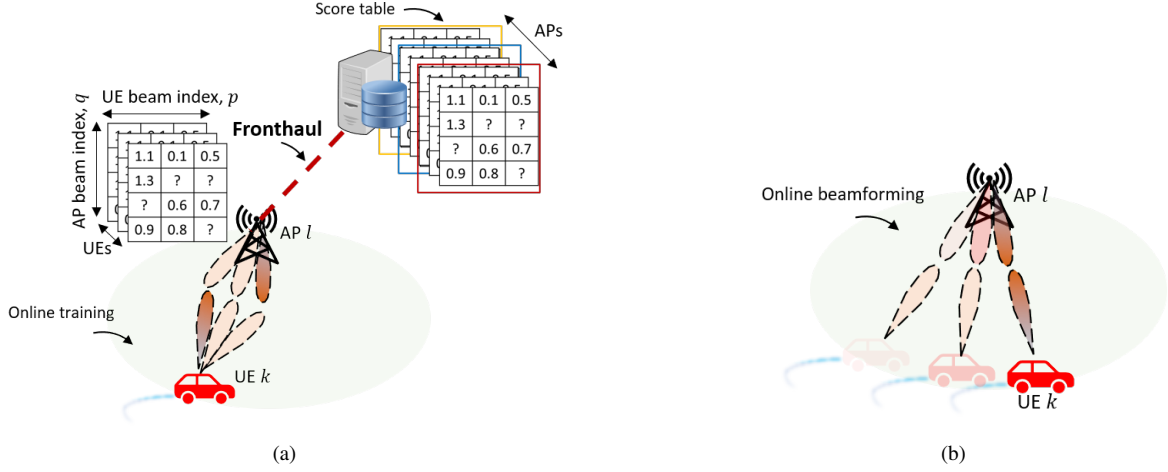 Score table
APs
1.1 0.1 0.5
1.3 ? ?
? 0.6 0.7
0.9 0.8 ?
UE beam index, p
AP beam index, q
1.1 0.1 0.5
1.3 ? ?
? 0.6 0.7
0.9 0.8 ?
UEs
Fronthaul
AP l
Online training
UE k
(a)
Online beamforming
AP l
UE k
(b)